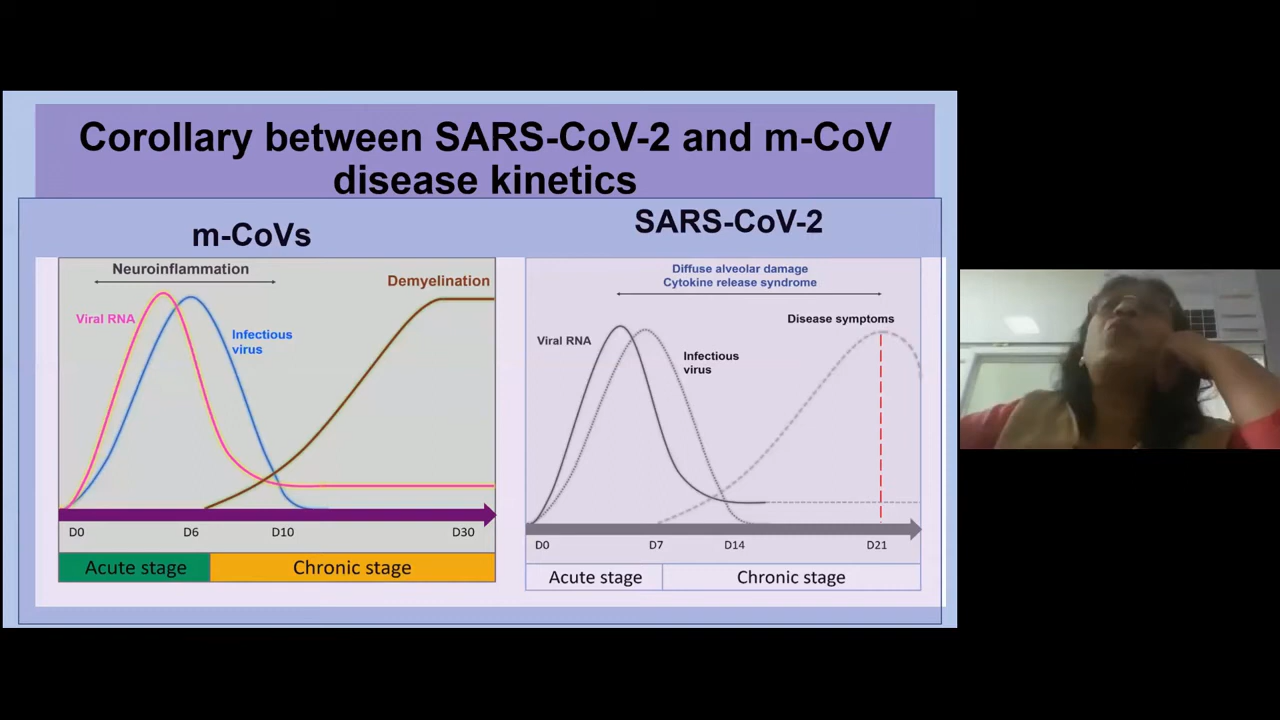 Corollary between SARS-CoV-2 and m-CoV
disease kinetics
m-CoVs
Neuroinflammation
Demyelination
Viral RNA
Infectious
virus
D0
D6
D10
D30
Acute stage
Chronic stage
SARS-CoV-2
Diffuse alveolar damage
Cytokine release syndrome
Disease symptoms
Viral RNA
Infectious
virus
D0
D7
D14
D21
Acute stage
Chronic stage